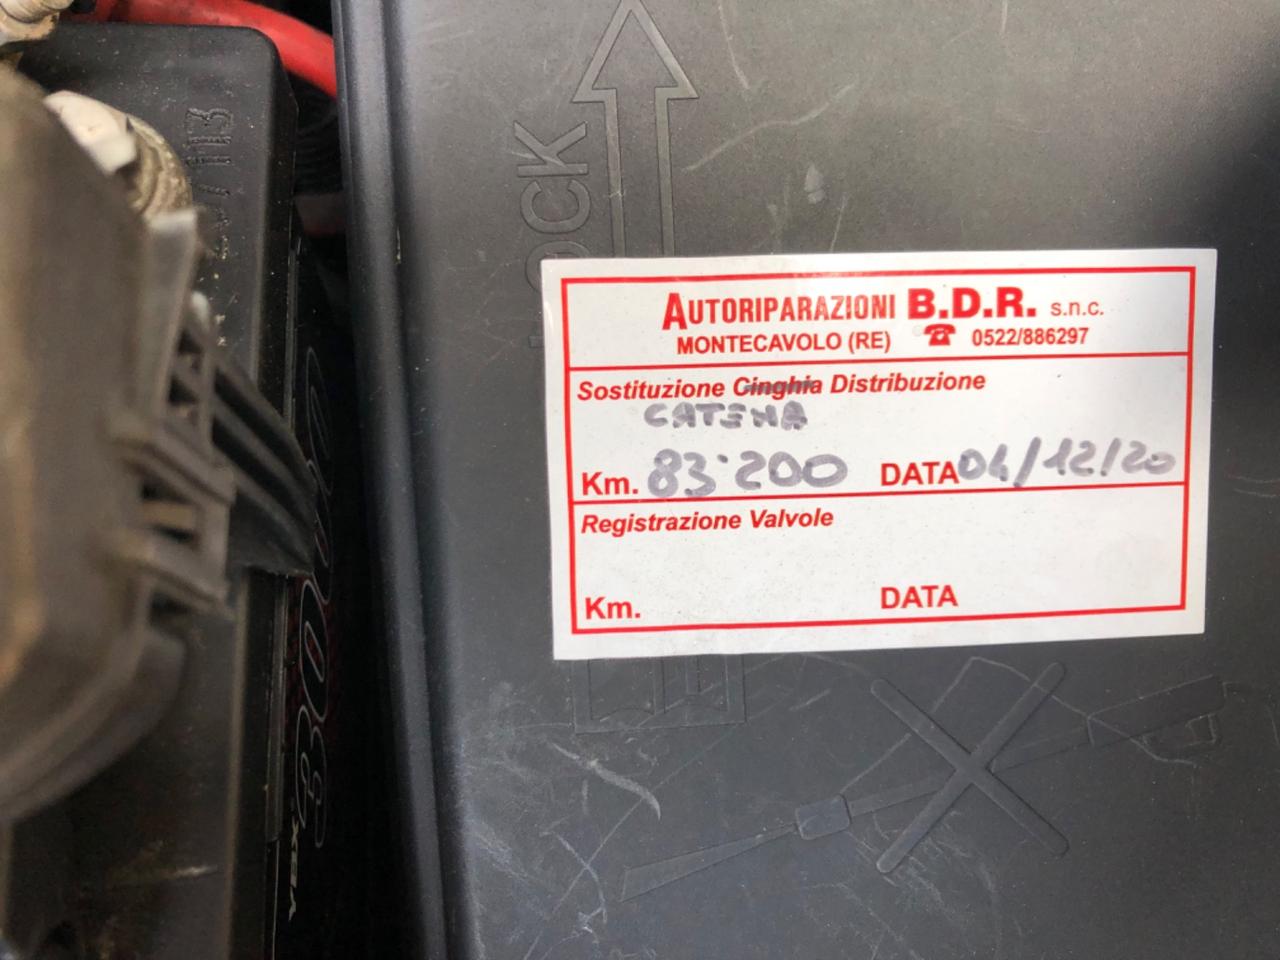 LOCK
AUTORIPARAZIONI B.D.R. s.n.c.
MONTECAVOLO (RE) ☎ 0522/886297
Sostituzione Cinghia Distribuzione
CATENA
Km. 83'200 DATA 04/12/20
Registrazione Valvole
Km. DATA